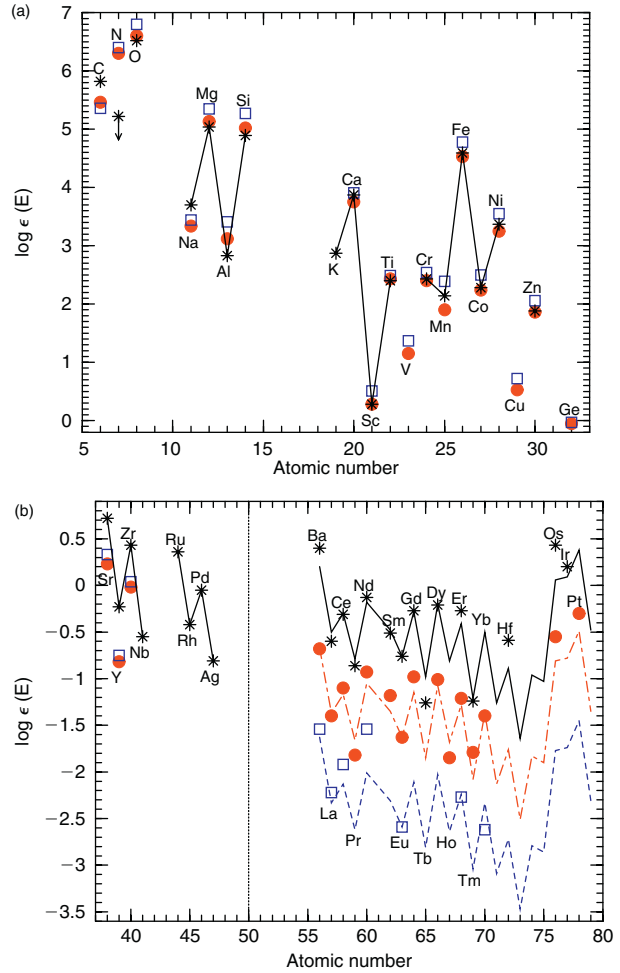 (a)
7
6
5
4
3
2
1
0
log ϵ (E)
C
N
O
Na
Mg
Al
Si
K
Ca
Sc
Ti
V
Cr
Mn
Fe
Co
Ni
Cu
Zn
Ge
5 10 15 20 25 30
Atomic number
(b)
0.5
0.0
−0.5
−1
−1.5
−2
−2.5
−3
−3.5
log ϵ (E)
Sr
Y
Zr
Nb
Ru
Rh
Pd
Ag
Ba
La
Ce
Pr
Nd
Sm
Eu
Gd
Tb
Dy
Ho
Er
Tm
Yb
Hf
Os
Ir
Pt
40 45 50 55 60 65 70 75 80
Atomic number